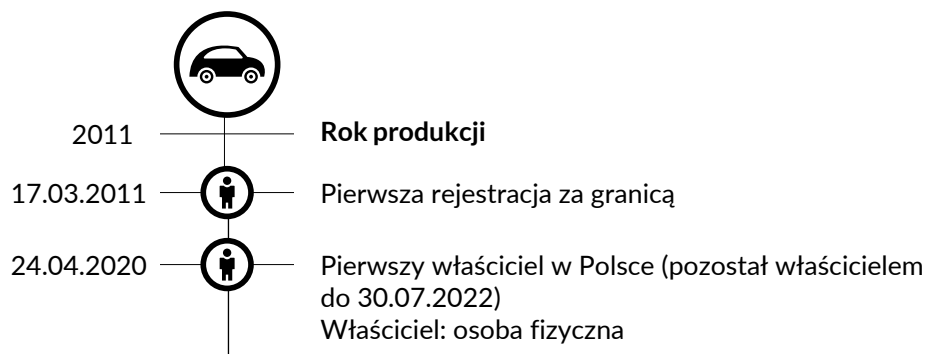 2011 Rok produkcji
17.03.2011 Pierwsza rejestracja za granicą
24.04.2020 Pierwszy właściciel w Polsce (pozostał właścicielem
do 30.07.2022)
Właściciel: osoba fizyczna